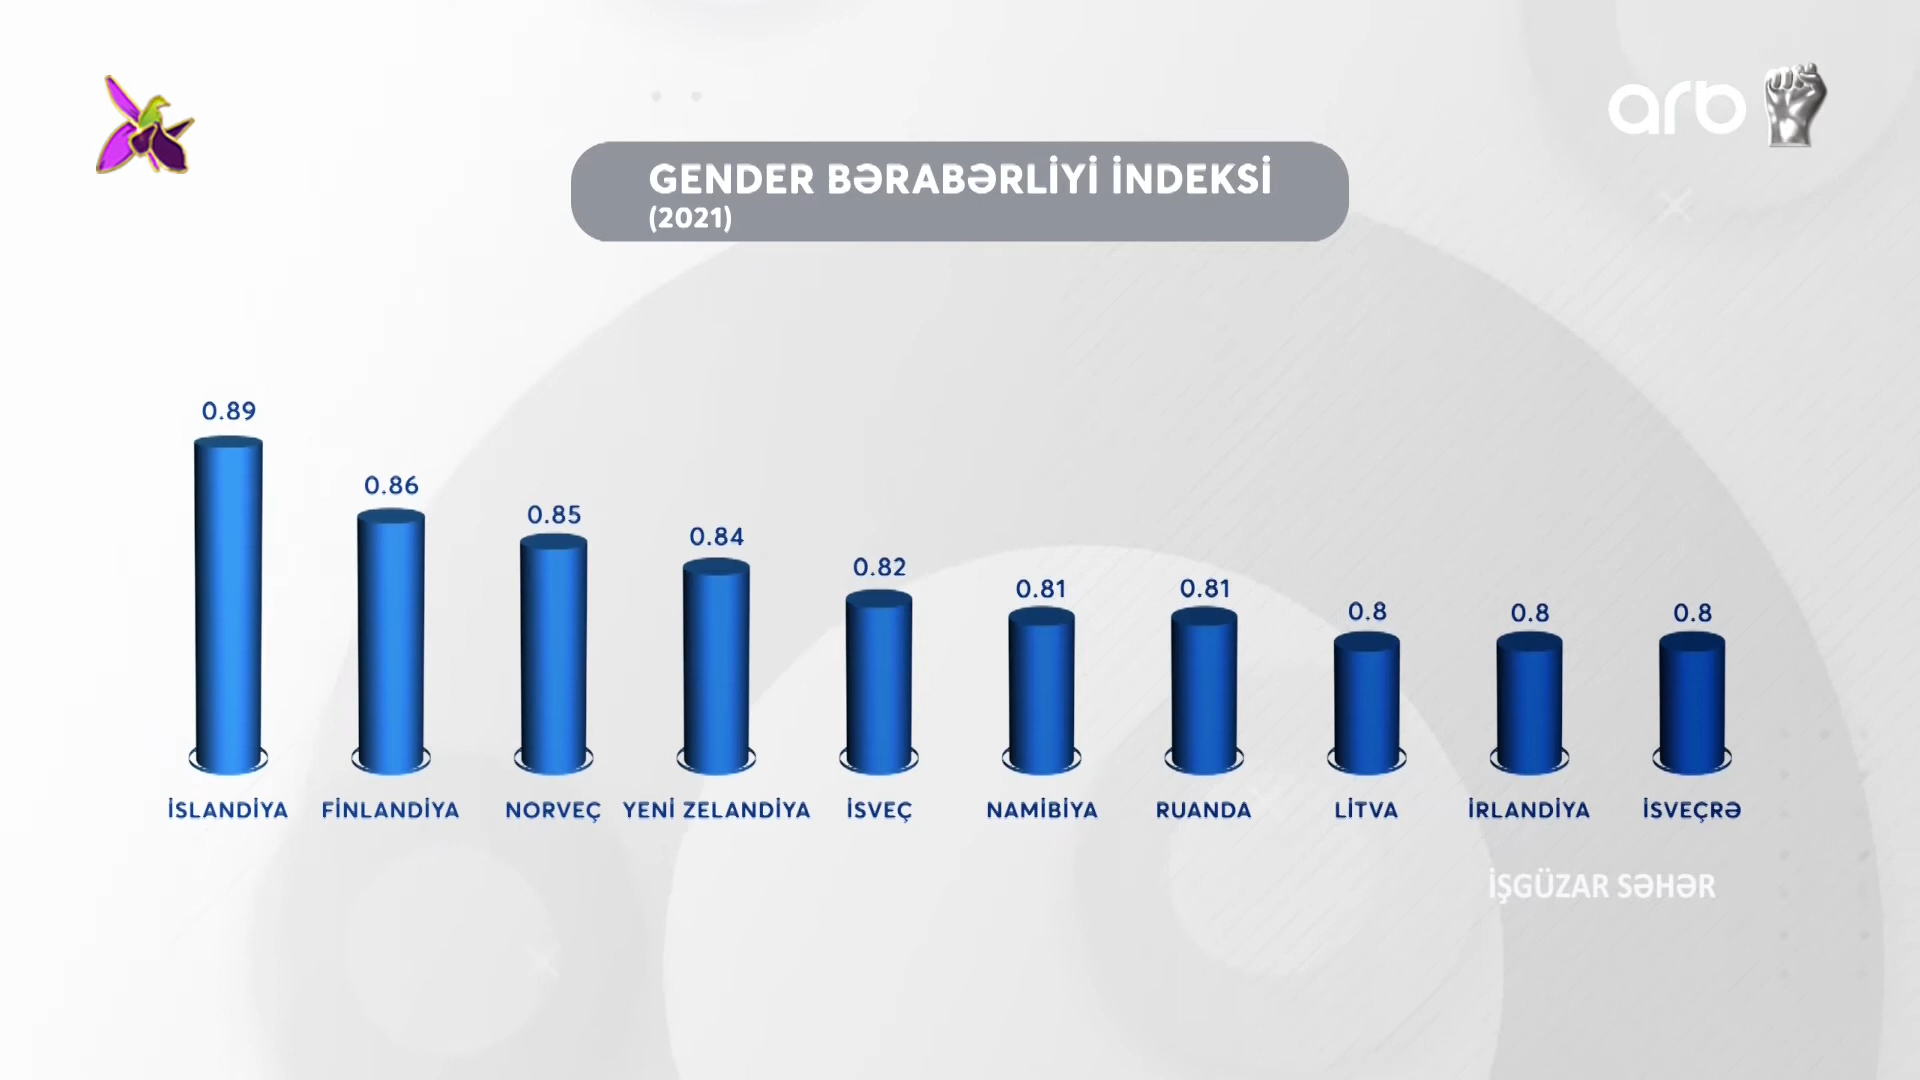 arb
GENDER BƏRABƏRLİYİ İNDEKSİ
(2021)
0.89
0.86
0.85
0.84
0.82
0.81
0.81
0.8
0.8
0.8
İSLANDİYA
FİNLANDİYA
NORVEÇ
YENİ ZELANDİYA
İSVEÇ
NAMİBİYA
RUANDA
LİTVA
İRLANDİYA
İSVEÇRƏ
İŞGÜZAR SƏHƏR